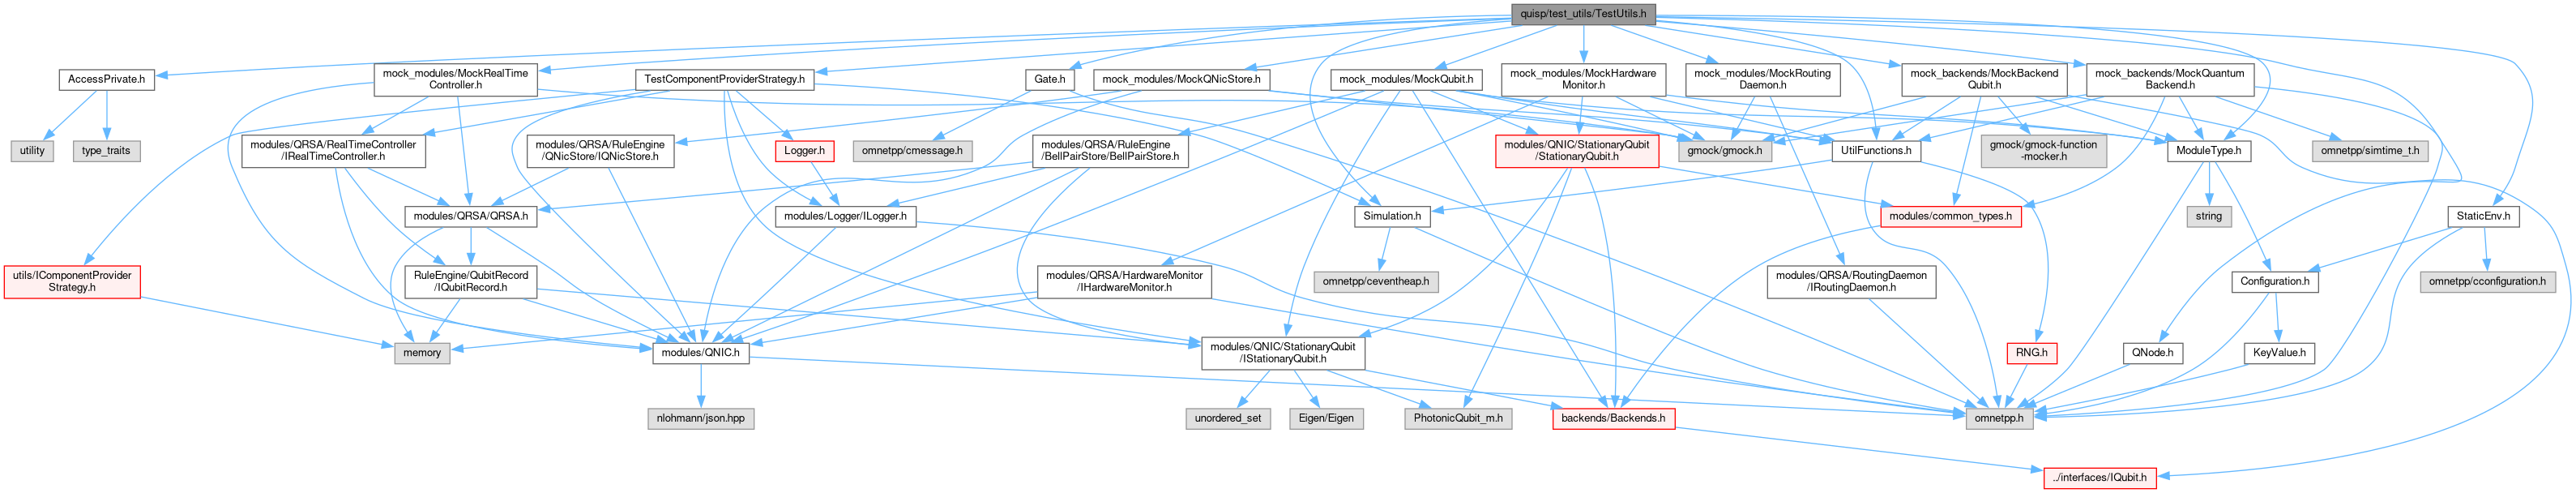 quisp/test_utils/TestUtils.h
AccessPrivate.h
mock_modules/MockRealTime
Controller.h
TestComponentProviderStrategy.h
mock_modules/MockQNicStore.h
Gate.h
mock_modules/MockQubit.h
mock_modules/MockHardware
Monitor.h
mock_modules/MockRouting
Daemon.h
mock_backends/MockBackend
Qubit.h
mock_backends/MockQuantum
Backend.h
utility
type_traits
modules/QRSA/RealTimeController
/IRealTimeController.h
modules/QRSA/RuleEngine
/QNicStore/IQNicStore.h
Logger.h
omnetpp/cmessage.h
modules/QRSA/RuleEngine
/BellPairStore/BellPairStore.h
modules/QNIC/StationaryQubit
/StationaryQubit.h
gmock/gmock.h
UtilFunctions.h
gmock/gmock-function
-mocker.h
ModuleType.h
omnetpp/simtime_t.h
modules/QRSA/QRSA.h
modules/Logger/ILogger.h
Simulation.h
modules/common_types.h
string
StaticEnv.h
utils/IComponentProvider
Strategy.h
RuleEngine/QubitRecord
/IQubitRecord.h
modules/QRSA/HardwareMonitor
/IHardwareMonitor.h
omnetpp/ceventheap.h
modules/QRSA/RoutingDaemon
/IRoutingDaemon.h
Configuration.h
omnetpp/cconfiguration.h
memory
modules/QNIC.h
modules/QNIC/StationaryQubit
/IStationaryQubit.h
RNG.h
QNode.h
KeyValue.h
nlohmann/json.hpp
unordered_set
Eigen/Eigen
PhotonicQubit_m.h
backends/Backends.h
omnetpp.h
../interfaces/IQubit.h